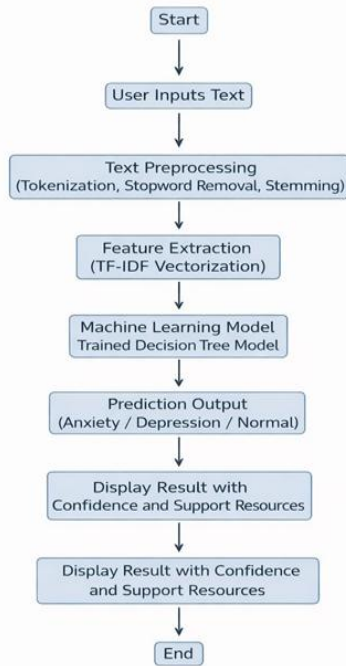 Start
User Inputs Text
Text Preprocessing
(Tokenization, Stopword Removal, Stemming)
Feature Extraction
(TF-IDF Vectorization)
Machine Learning Model
Trained Decision Tree Model
Prediction Output
(Anxiety / Depression / Normal)
Display Result with
Confidence and Support Resources
Display Result with Confidence
and Support Resources
End